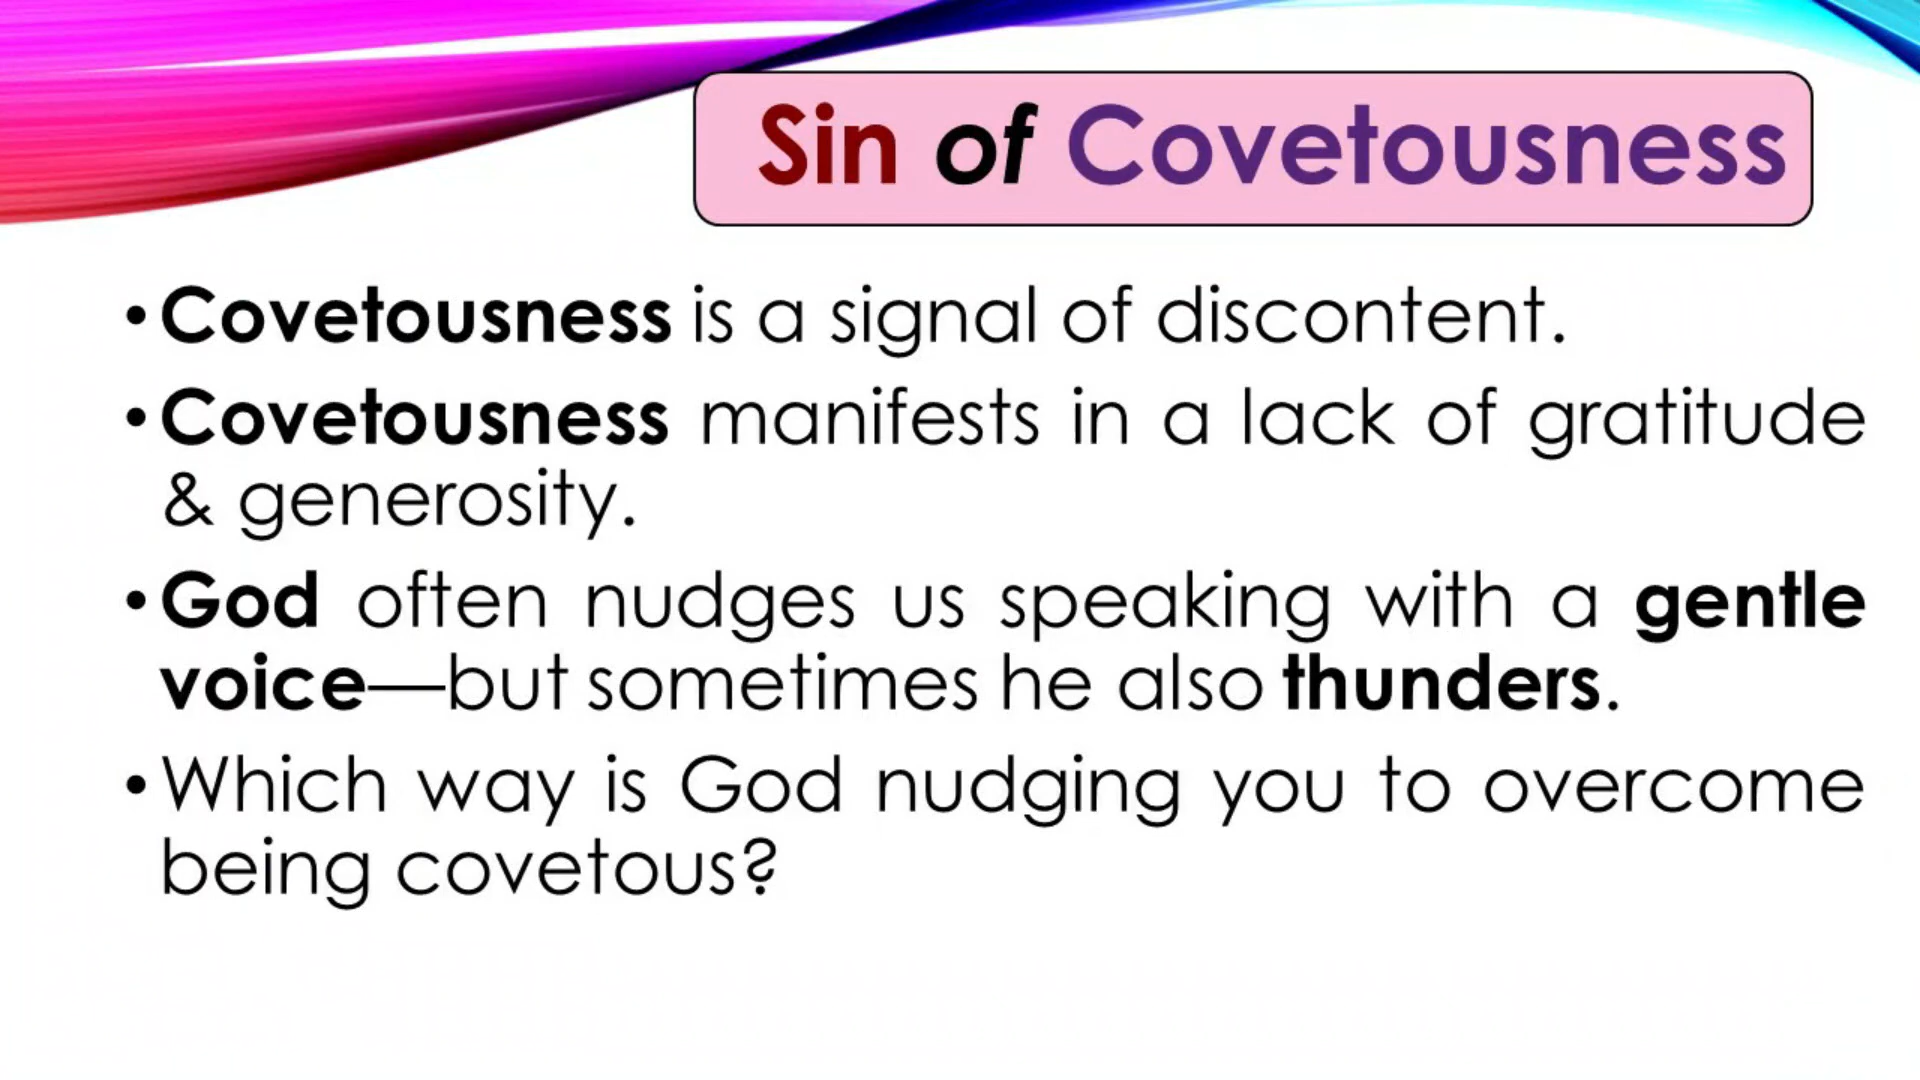 Sin of Covetousness
• Covetousness is a signal of discontent.
• Covetousness manifests in a lack of gratitude
& generosity.
• God often nudges us speaking with a gentle
voice—but sometimes he also thunders.
• Which way is God nudging you to overcome
being covetous?